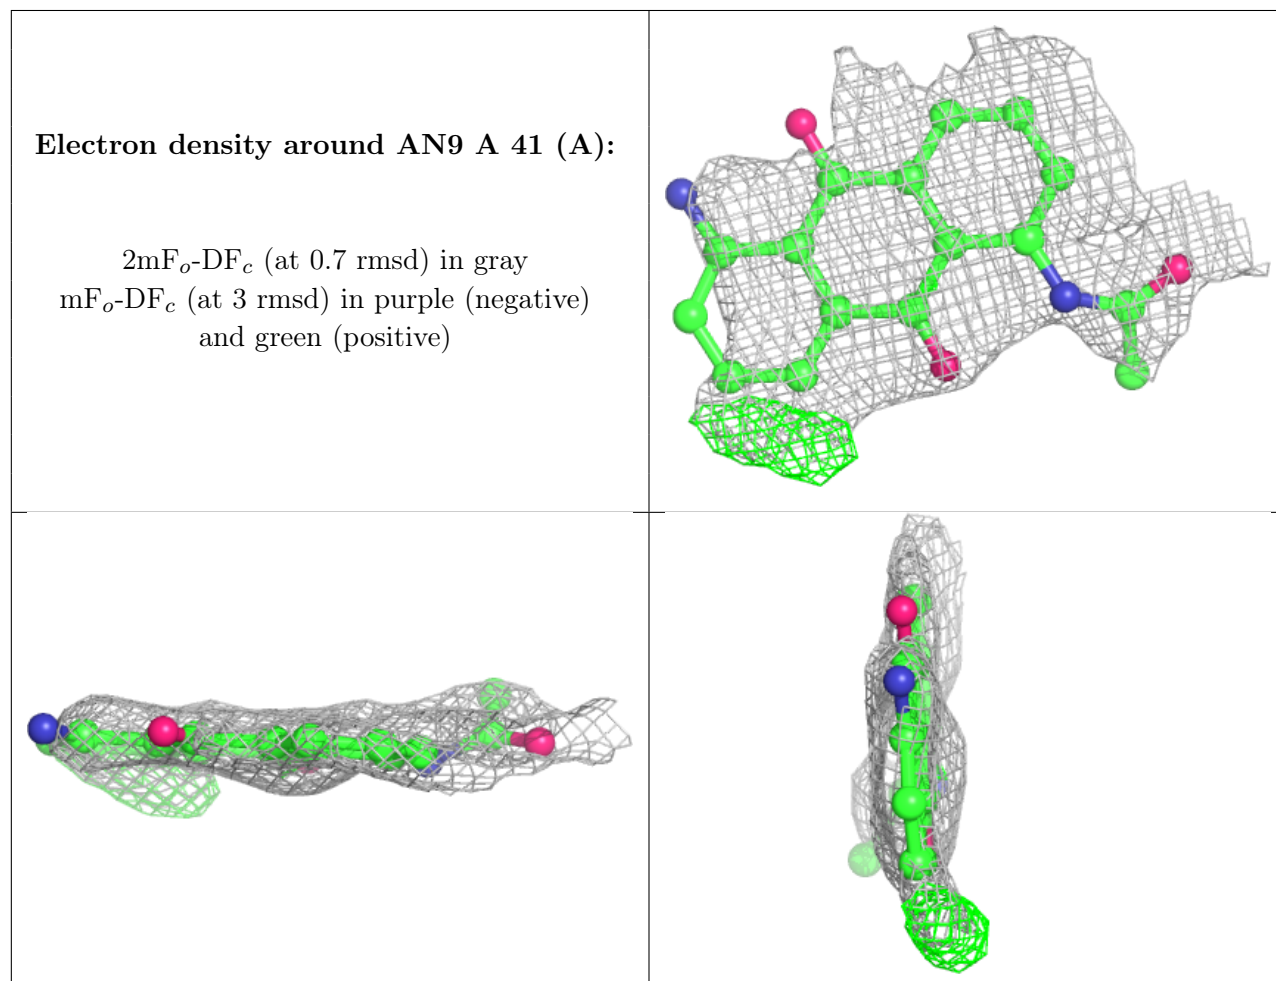 Electron density around AN9 A 41 (A):
2mFₒ-DF𝑐 (at 0.7 rmsd) in gray
mFₒ-DF𝑐 (at 3 rmsd) in purple (negative)
and green (positive)